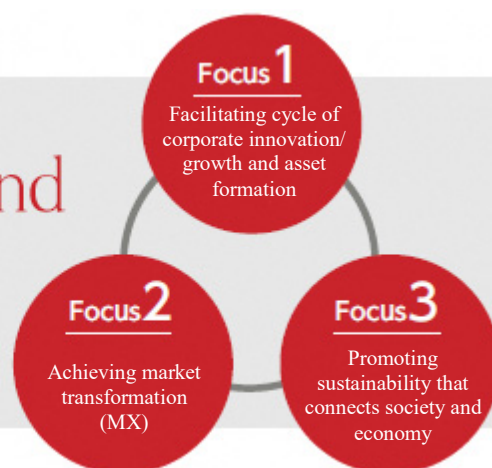 Focus 1
Facilitating cycle of
corporate innovation/
growth and asset
formation
nd
Focus 2
Achieving market
transformation
(MX)
Focus 3
Promoting
sustainability that
connects society and
economy